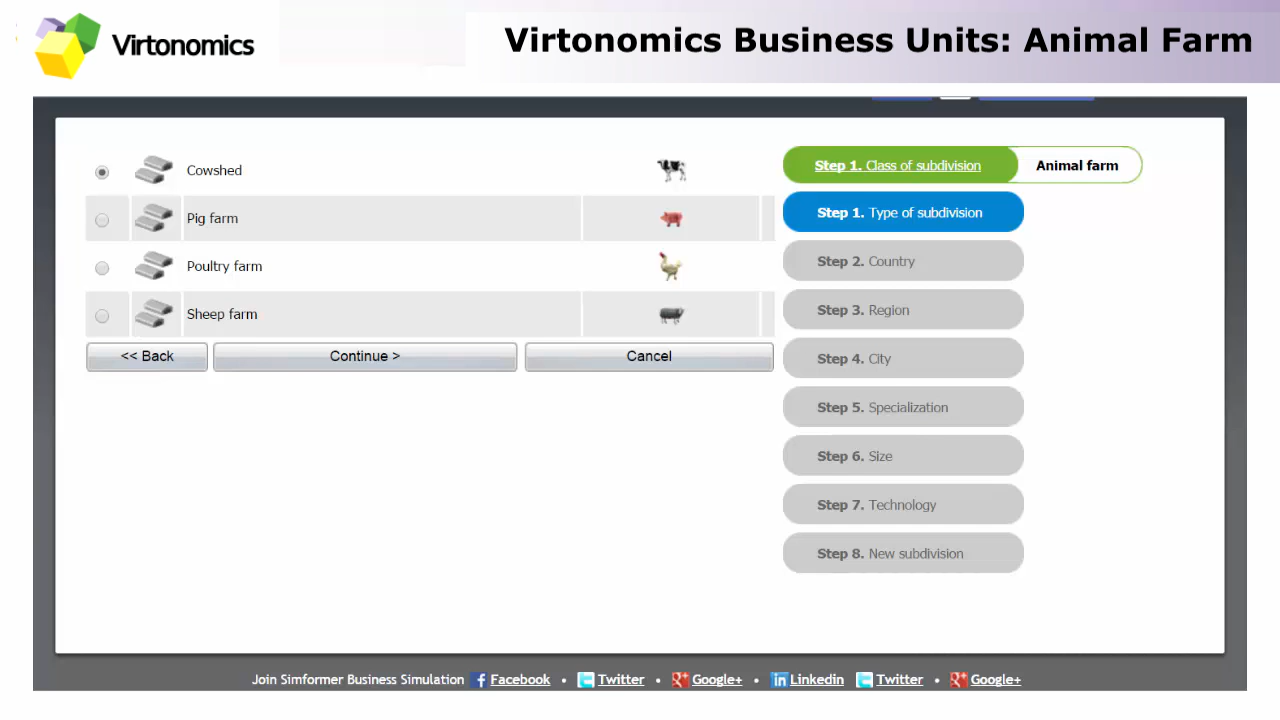 Virtonomics
Virtonomics Business Units: Animal Farm
Cowshed
Pig farm
Poultry farm
Sheep farm
<< Back
Continue >
Cancel
Step 1. Class of subdivision
Animal farm
Step 1. Type of subdivision
Step 2. Country
Step 3. Region
Step 4. City
Step 5. Specialization
Step 6. Size
Step 7. Technology
Step 8. New subdivision
Join Simformer Business Simulation Facebook • Twitter • Google+ • Linkedin Twitter • Google+